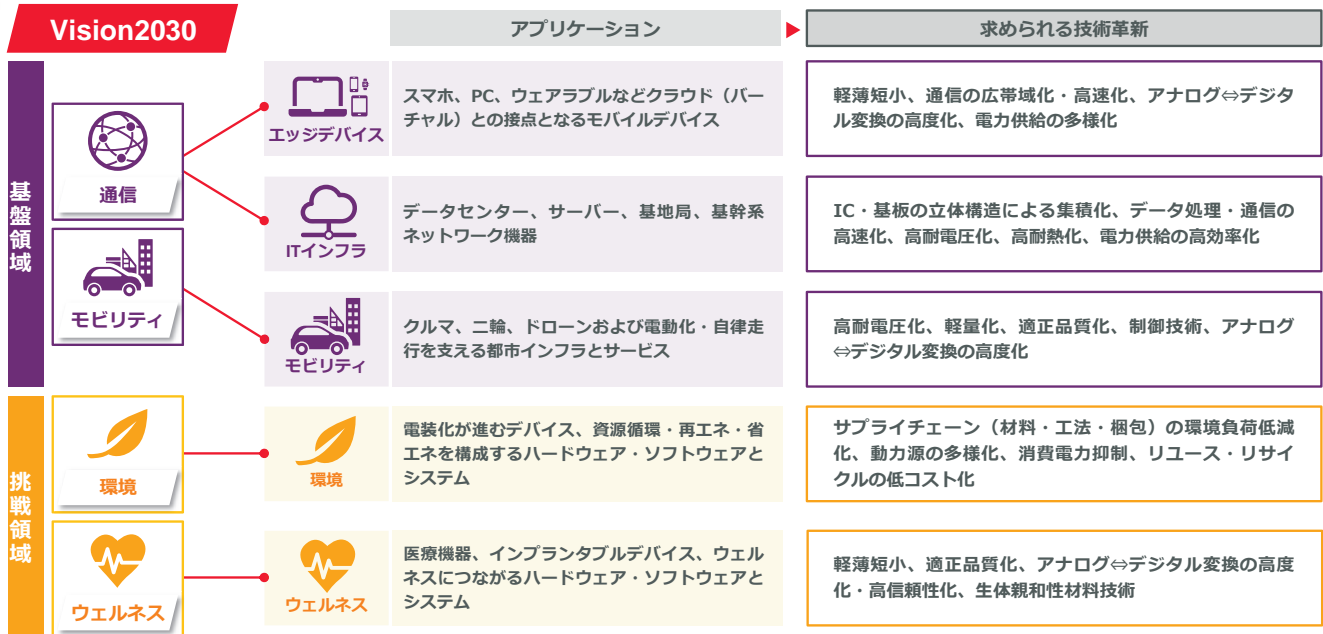 Vision2030
アプリケーション
求められる技術革新
基盤領域
通信
モビリティ
エッジデバイス
スマホ、PC、ウェアラブルなどクラウド（バー
チャル）との接点となるモバイルデバイス
軽薄短小、通信の広帯域化・高速化、アナログ⇔デジタ
ル変換の高度化、電力供給の多様化
ITインフラ
データセンター、サーバー、基地局、基幹系
ネットワーク機器
IC・基板の立体構造による集積化、データ処理・通信の
高速化、高耐電圧化、高耐熱化、電力供給の高効率化
モビリティ
クルマ、二輪、ドローンおよび電動化・自律走
行を支える都市インフラとサービス
高耐電圧化、軽量化、適正品質化、制御技術、アナログ
⇔デジタル変換の高度化
挑戦領域
環境
ウェルネス
環境
電装化が進むデバイス、資源循環・再エネ・省
エネを構成するハードウェア・ソフトウェアと
システム
サプライチェーン（材料・工法・梱包）の環境負荷低減
化、動力源の多様化、消費電力抑制、リユース・リサイ
クルの低コスト化
ウェルネス
医療機器、インプランタブルデバイス、ウェル
ネスにつながるハードウェア・ソフトウェアと
システム
軽薄短小、適正品質化、アナログ⇔デジタル変換の高度
化・高信頼性化、生体親和性材料技術